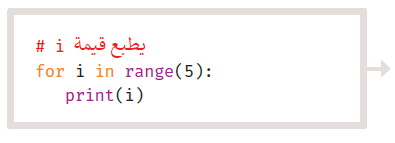 # i يطبع قيمة
for i in range(5):
    print(i)